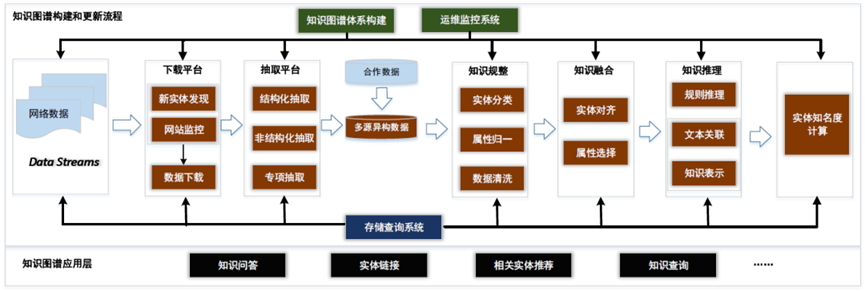 知识图谱构建和更新流程
知识图谱体系构建
运维监控系统
网络数据
Data Streams
下载平台
新实体发现
网站监控
数据下载
抽取平台
结构化抽取
非结构化抽取
专项抽取
合作数据
多源异构数据
知识规整
实体分类
属性归一
数据清洗
知识融合
实体对齐
属性选择
知识推理
规则推理
文本关联
知识表示
实体知名度
计算
存储查询系统
知识图谱应用层
知识问答
实体链接
相关实体推荐
知识查询
……